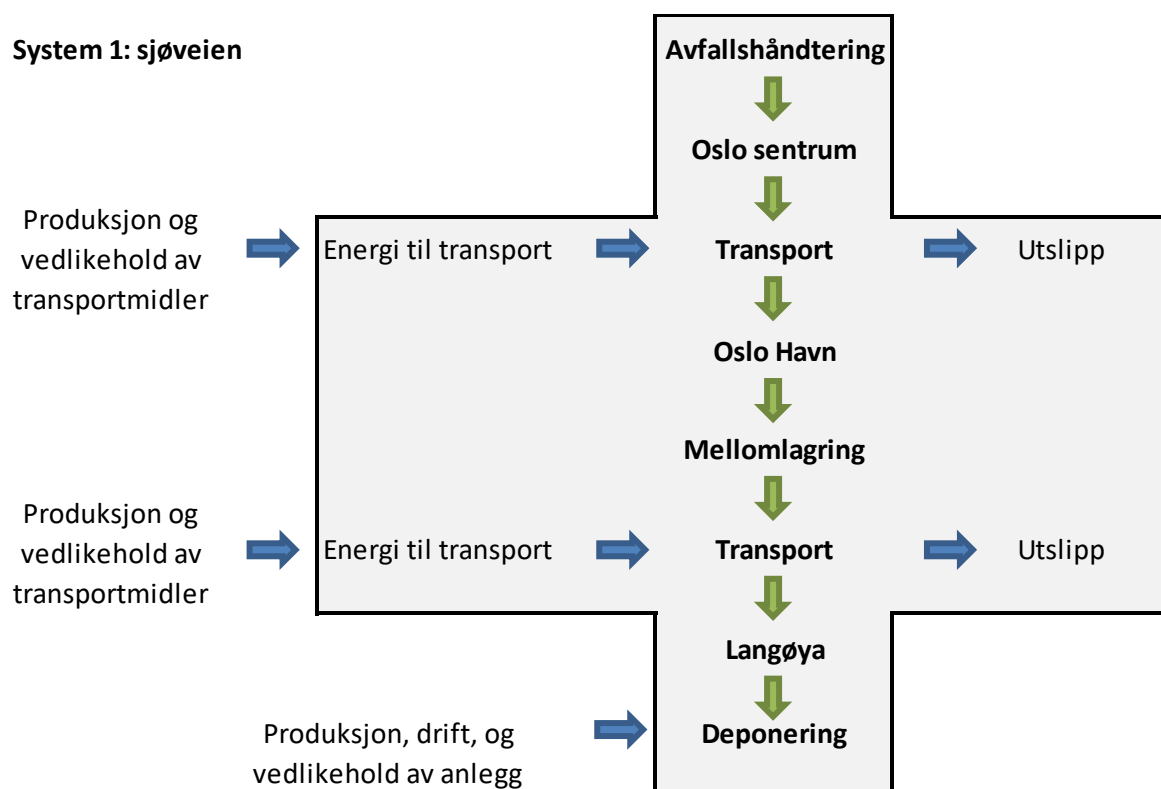 System 1: sjøveien
Avfallshåndtering
Oslo sentrum
Produksjon og
vedlikehold av
transportmidler
Energi til transport
Transport
Utslipp
Oslo Havn
Mellomlagring
Produksjon og
vedlikehold av
transportmidler
Energi til transport
Transport
Utslipp
Langøya
Produksjon, drift, og
vedlikehold av anlegg
Deponering